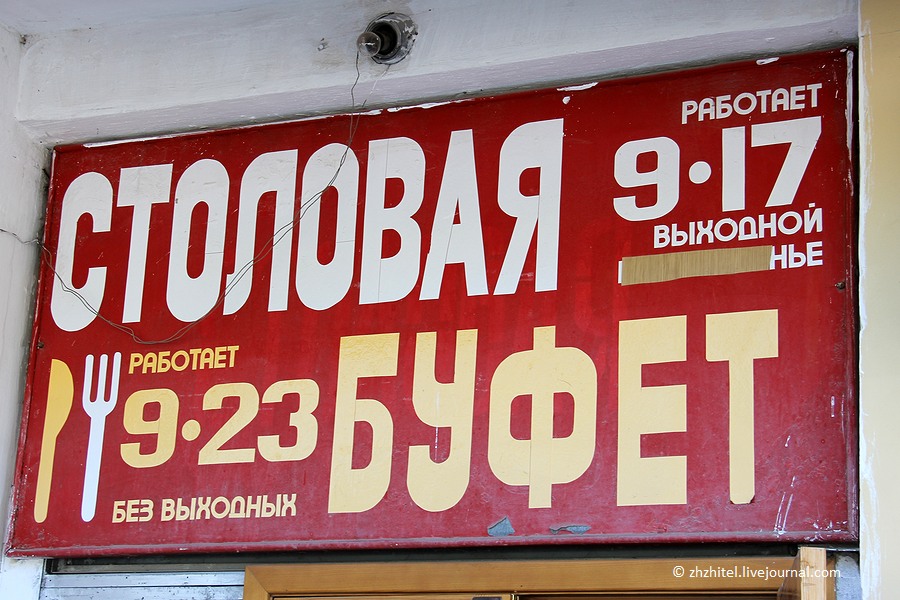 СТОЛОВАЯ
РАБОТАЕТ
9·17
ВЫХОДНОЙ
НЬЕ
РАБОТАЕТ
9·23
БЕЗ ВЫХОДНЫХ
БУФЕТ
© zhzhitel.livejournal.com